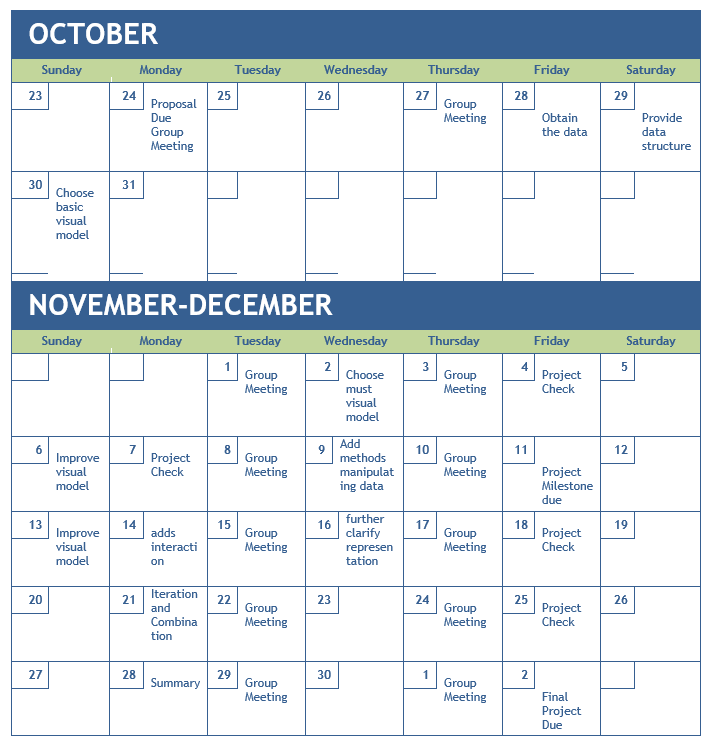 OCTOBER
Sunday Monday Tuesday Wednesday Thursday Friday Saturday
23
24
Proposal
Due
Group
Meeting
25
26
27
Group
Meeting
28
Obtain
the data
29
Provide
data
structure
30
Choose
basic
visual
model
31
NOVEMBER-DECEMBER
Sunday Monday Tuesday Wednesday Thursday Friday Saturday
1
Group
Meeting
2
Choose
must
visual
model
3
Group
Meeting
4
Project
Check
5
6
Improve
visual
model
7
Project
Check
8
Group
Meeting
9
Add
methods
manipulat
ing data
10
Group
Meeting
11
Project
Milestone
due
12
13
Improve
visual
model
14
adds
interacti
on
15
Group
Meeting
16
further
clarify
represen
tation
17
Group
Meeting
18
Project
Check
19
20
21
Iteration
and
Combina
tion
22
Group
Meeting
23
24
Group
Meeting
25
Project
Check
26
27
28
Summary
29
Group
Meeting
30
1
Group
Meeting
2
Final
Project
Due